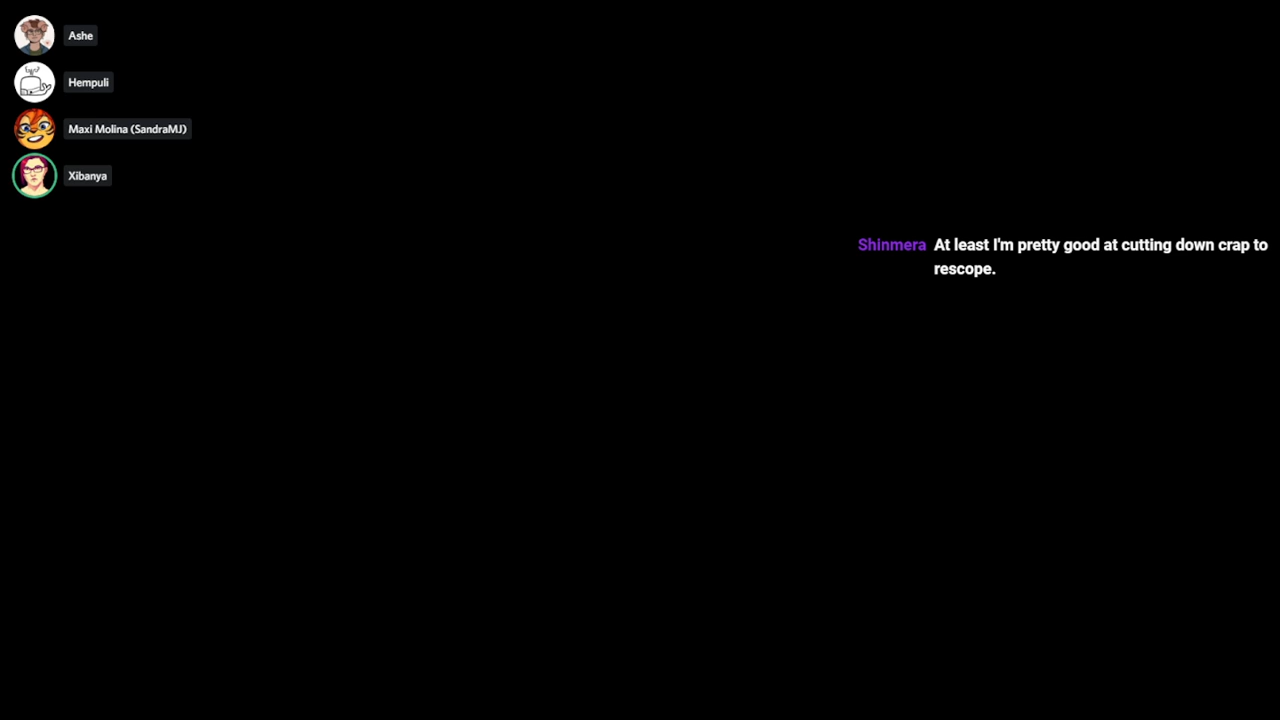 Ashe
Hempuli
Maxi Molina (SandraMJ)
Xibanya
Shinmera At least I'm pretty good at cutting down crap to
rescope.